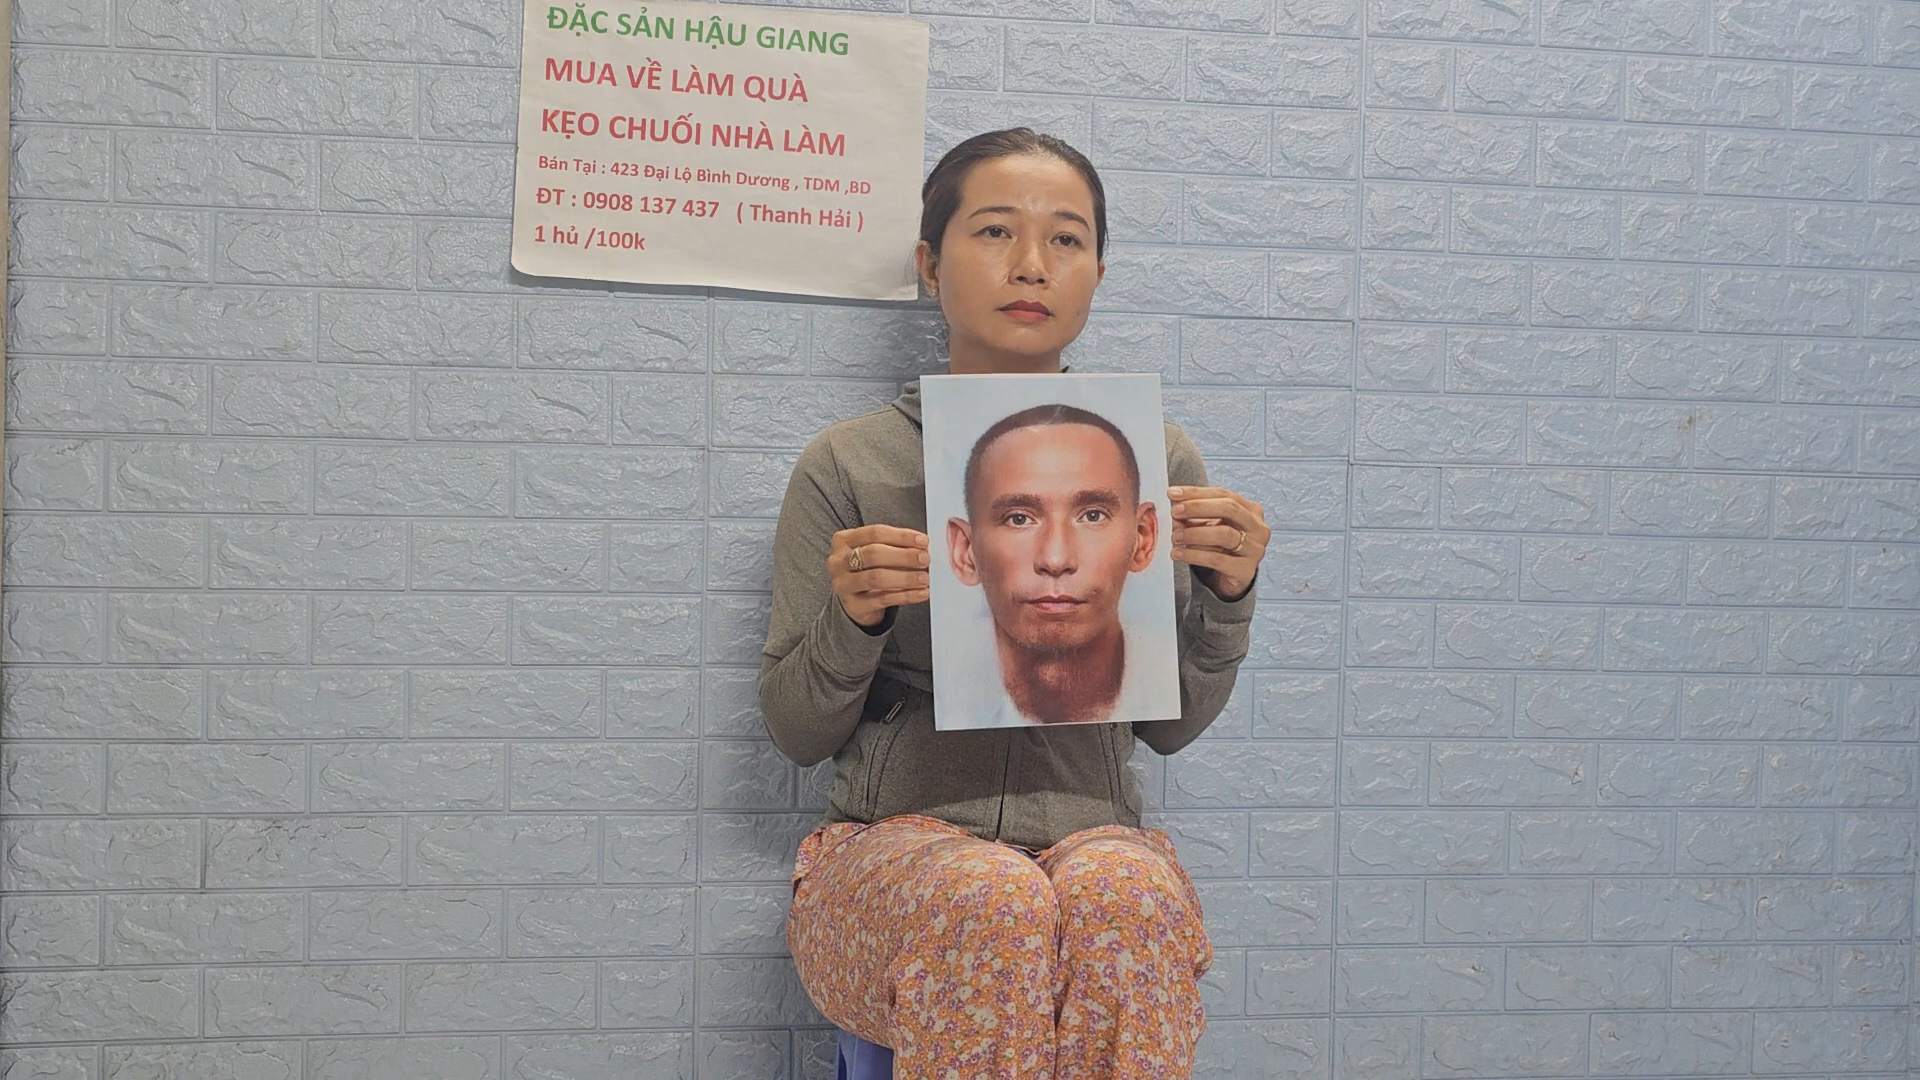 ĐẶC SẢN HẬU GIANG
MUA VỀ LÀM QUÀ
KẸO CHUỐI NHÀ LÀM
Bán Tại : 423 Đại Lộ Bình Dương , TDM ,BD
ĐT : 0908 137 437 ( Thanh Hải )
1 hủ /100k